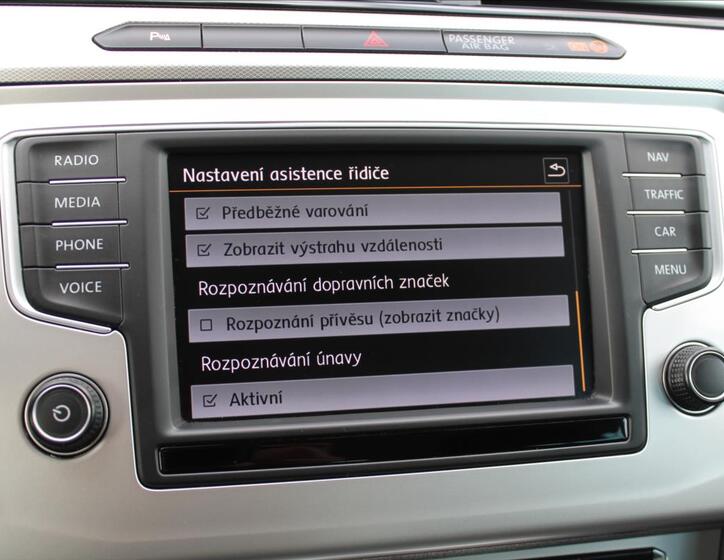 PASSENGER
AIR BAG
RADIO
MEDIA
PHONE
VOICE
Nastavení asistence řidiče
Předběžné varování
Zobrazit výstrahu vzdálenosti
Rozpoznávání dopravních značek
Rozpoznání přívěsu (zobrazit značky)
Rozpoznávání únavy
Aktivní
NAV
TRAFFIC
CAR
MENU